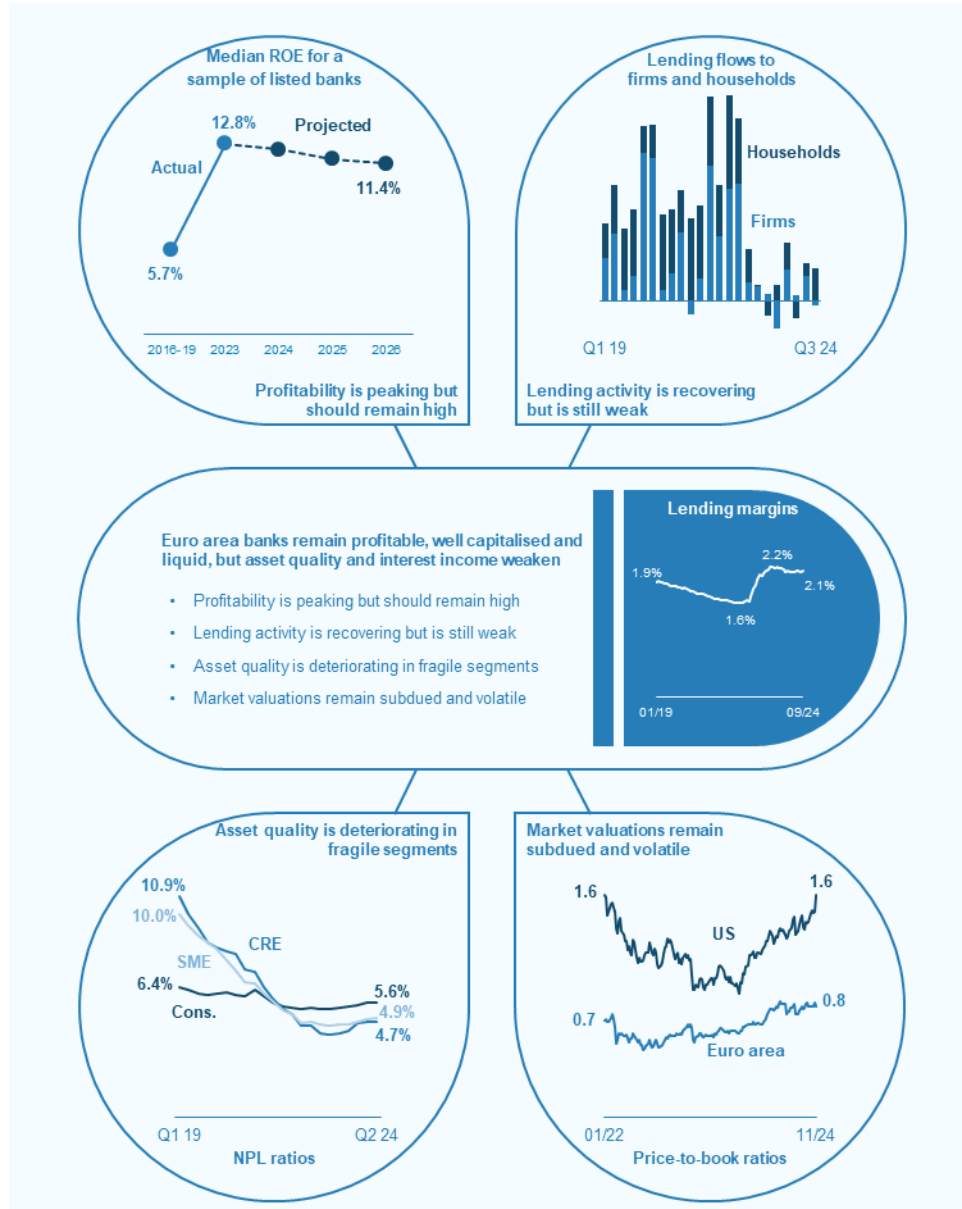 Median ROE for a
sample of listed banks
12.8%
Projected
Actual
11.4%
5.7%
2016-19 2023 2024 2025 2026
Profitability is peaking but
should remain high
Lending flows to
firms and households
Households
Firms
Q1 19 Q3 24
Lending activity is recovering
but is still weak
Euro area banks remain profitable, well capitalised and
liquid, but asset quality and interest income weaken
• Profitability is peaking but should remain high
• Lending activity is recovering but is still weak
• Asset quality is deteriorating in fragile segments
• Market valuations remain subdued and volatile
Lending margins
2.2%
1.9%
2.1%
1.6%
01/19 09/24
Asset quality is deteriorating in
fragile segments
10.9%
10.0%
CRE
SME
6.4%
5.6%
Cons.
4.9%
4.7%
Q1 19 Q2 24
NPL ratios
Market valuations remain
subdued and volatile
1.6
1.6
US
0.8
0.7
Euro area
01/22 11/24
Price-to-book ratios